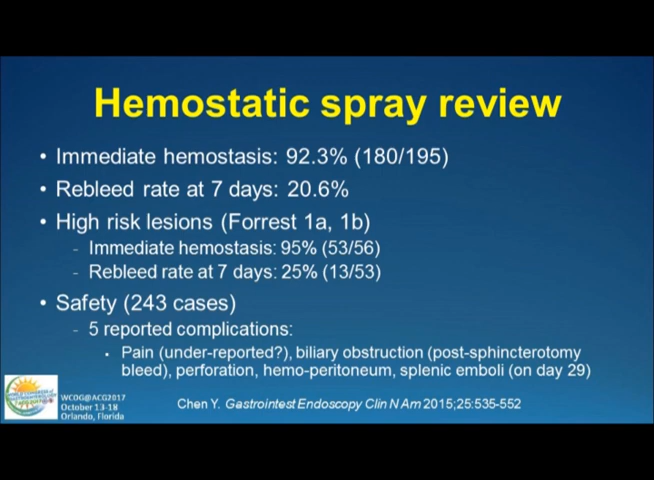 Hemostatic spray review
• Immediate hemostasis: 92.3% (180/195)
• Rebleed rate at 7 days: 20.6%
• High risk lesions (Forrest 1a, 1b)
- Immediate hemostasis: 95% (53/56)
- Rebleed rate at 7 days: 25% (13/53)
• Safety (243 cases)
- 5 reported complications:
• Pain (under-reported?), biliary obstruction (post-sphincterotomy
bleed), perforation, hemo-peritoneum, splenic emboli (on day 29)
WCOG@ACG2017
October 13-18
Orlando, Florida
Chen Y. Gastrointest Endoscopy Clin N Am 2015;25:535-552